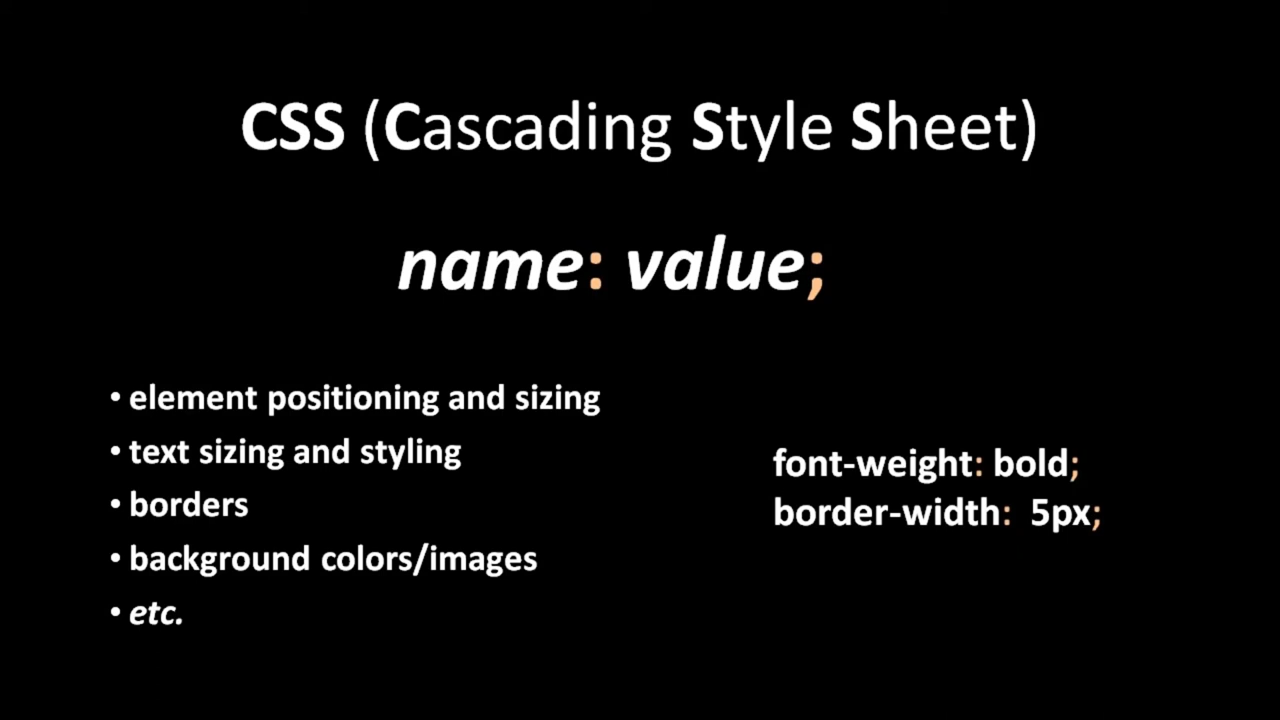 CSS (Cascading Style Sheet)
name: value;
• element positioning and sizing
• text sizing and styling
• borders
• background colors/images
• etc.
font-weight: bold;
border-width: 5px;